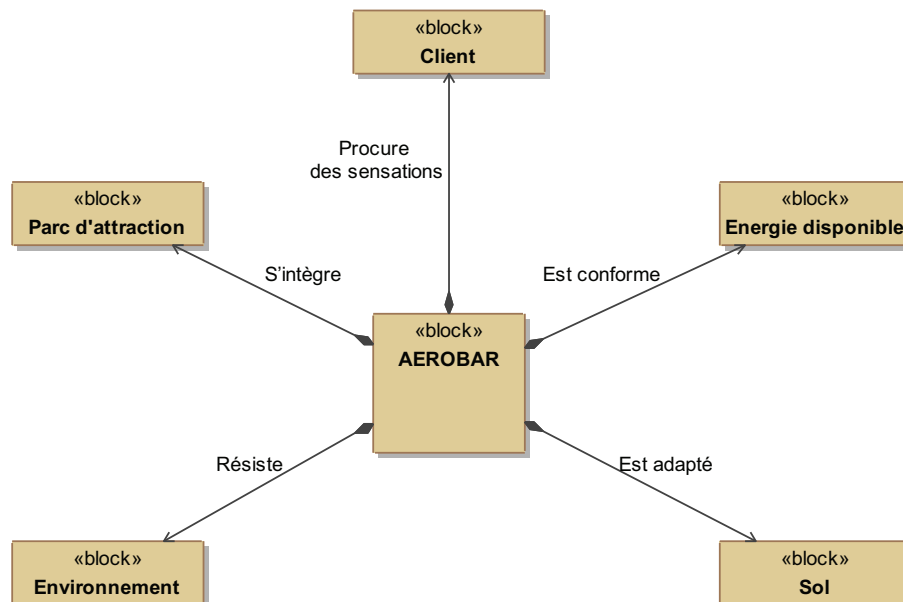 «block»
Client
Procure
des sensations
«block»
Parc d'attraction
«block»
Energie disponible
S'intègre
Est conforme
«block»
AEROBAR
Résiste
Est adapté
«block»
Environnement
«block»
Sol